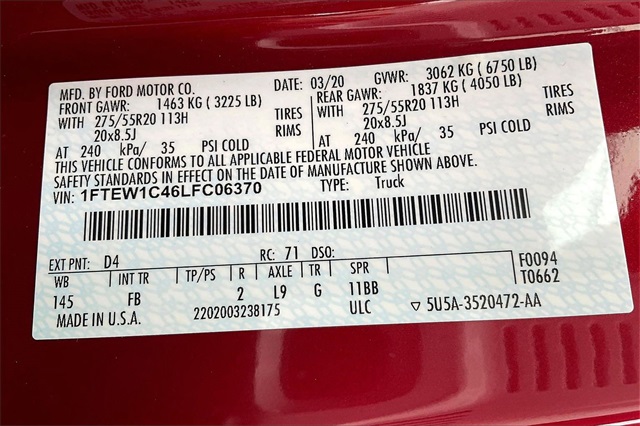 MFD. BY FORD MOTOR CO. DATE: 03/20 GVWR: 3062 KG ( 6750 LB)
FRONT GAWR: 1463 KG ( 3225 LB) REAR GAWR: 1837 KG ( 4050 LB)
WITH 275/55R20 113H TIRES WITH 275/55R20 113H TIRES
20x8.5J RIMS 20x8.5J RIMS
AT 240 kPa/ 35 PSI COLD AT 240 kPa/ 35 PSI COLD
THIS VEHICLE CONFORMS TO ALL APPLICABLE FEDERAL MOTOR VEHICLE
SAFETY STANDARDS IN EFFECT ON THE DATE OF MANUFACTURE SHOWN ABOVE.
VIN: 1FTEW1C46LFC06370 TYPE: Truck
EXT PNT: D4 RC: 71 DSO: F0094
WB INT TR TP/PS R AXLE TR SPR T0662
145 FB 2 L9 G 11BB
MADE IN U.S.A. 2202003238175 ULC ▽ 5U5A-3520472-AA